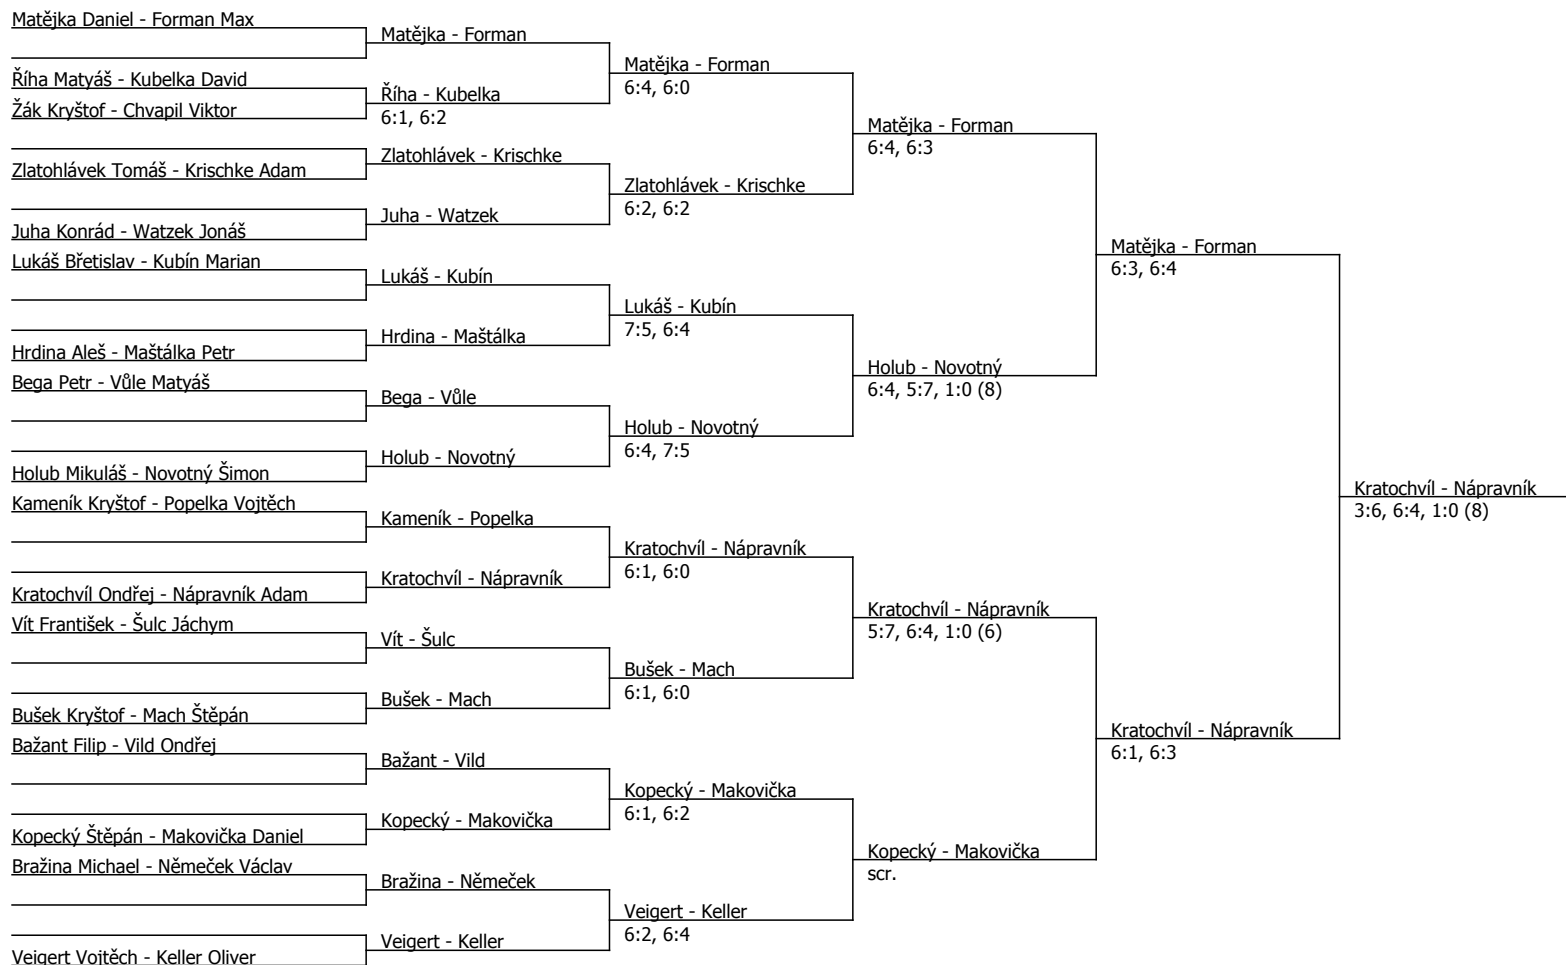 Matějka Daniel - Forman Max
Říha Matyáš - Kubelka David
Žák Kryštof - Chvapil Viktor
Zlatohlávek Tomáš - Krischke Adam
Juha Konrád - Watzek Jonáš
Lukáš Břetislav - Kubín Marian
Hrdina Aleš - Maštálka Petr
Bega Petr - Vůle Matyáš
Holub Mikuláš - Novotný Šimon
Kameník Kryštof - Popelka Vojtěch
Kratochvíl Ondřej - Nápravník Adam
Vít František - Šulc Jáchym
Bušek Kryštof - Mach Štěpán
Bažant Filip - Vild Ondřej
Kopecký Štěpán - Makovička Daniel
Bražina Michael - Němeček Václav
Veigert Vojtěch - Keller Oliver
Matějka - Forman
Říha - Kubelka
6:1, 6:2
Zlatohlávek - Krischke
Juha - Watzek
Lukáš - Kubín
Hrdina - Maštálka
Bega - Vůle
Holub - Novotný
Kameník - Popelka
Kratochvíl - Nápravník
Vít - Šulc
Bušek - Mach
Bažant - Vild
Kopecký - Makovička
Bražina - Němeček
Veigert - Keller
Matějka - Forman
6:4, 6:0
Zlatohlávek - Krischke
6:2, 6:2
Lukáš - Kubín
7:5, 6:4
Holub - Novotný
6:4, 7:5
Kratochvíl - Nápravník
6:1, 6:0
Bušek - Mach
6:1, 6:0
Kopecký - Makovička
6:1, 6:2
Veigert - Keller
6:2, 6:4
Matějka - Forman
6:4, 6:3
Holub - Novotný
6:4, 5:7, 1:0 (8)
Kratochvíl - Nápravník
5:7, 6:4, 1:0 (6)
Kopecký - Makovička
scr.
Matějka - Forman
6:3, 6:4
Kratochvíl - Nápravník
6:1, 6:3
Kratochvíl - Nápravník
3:6, 6:4, 1:0 (8)